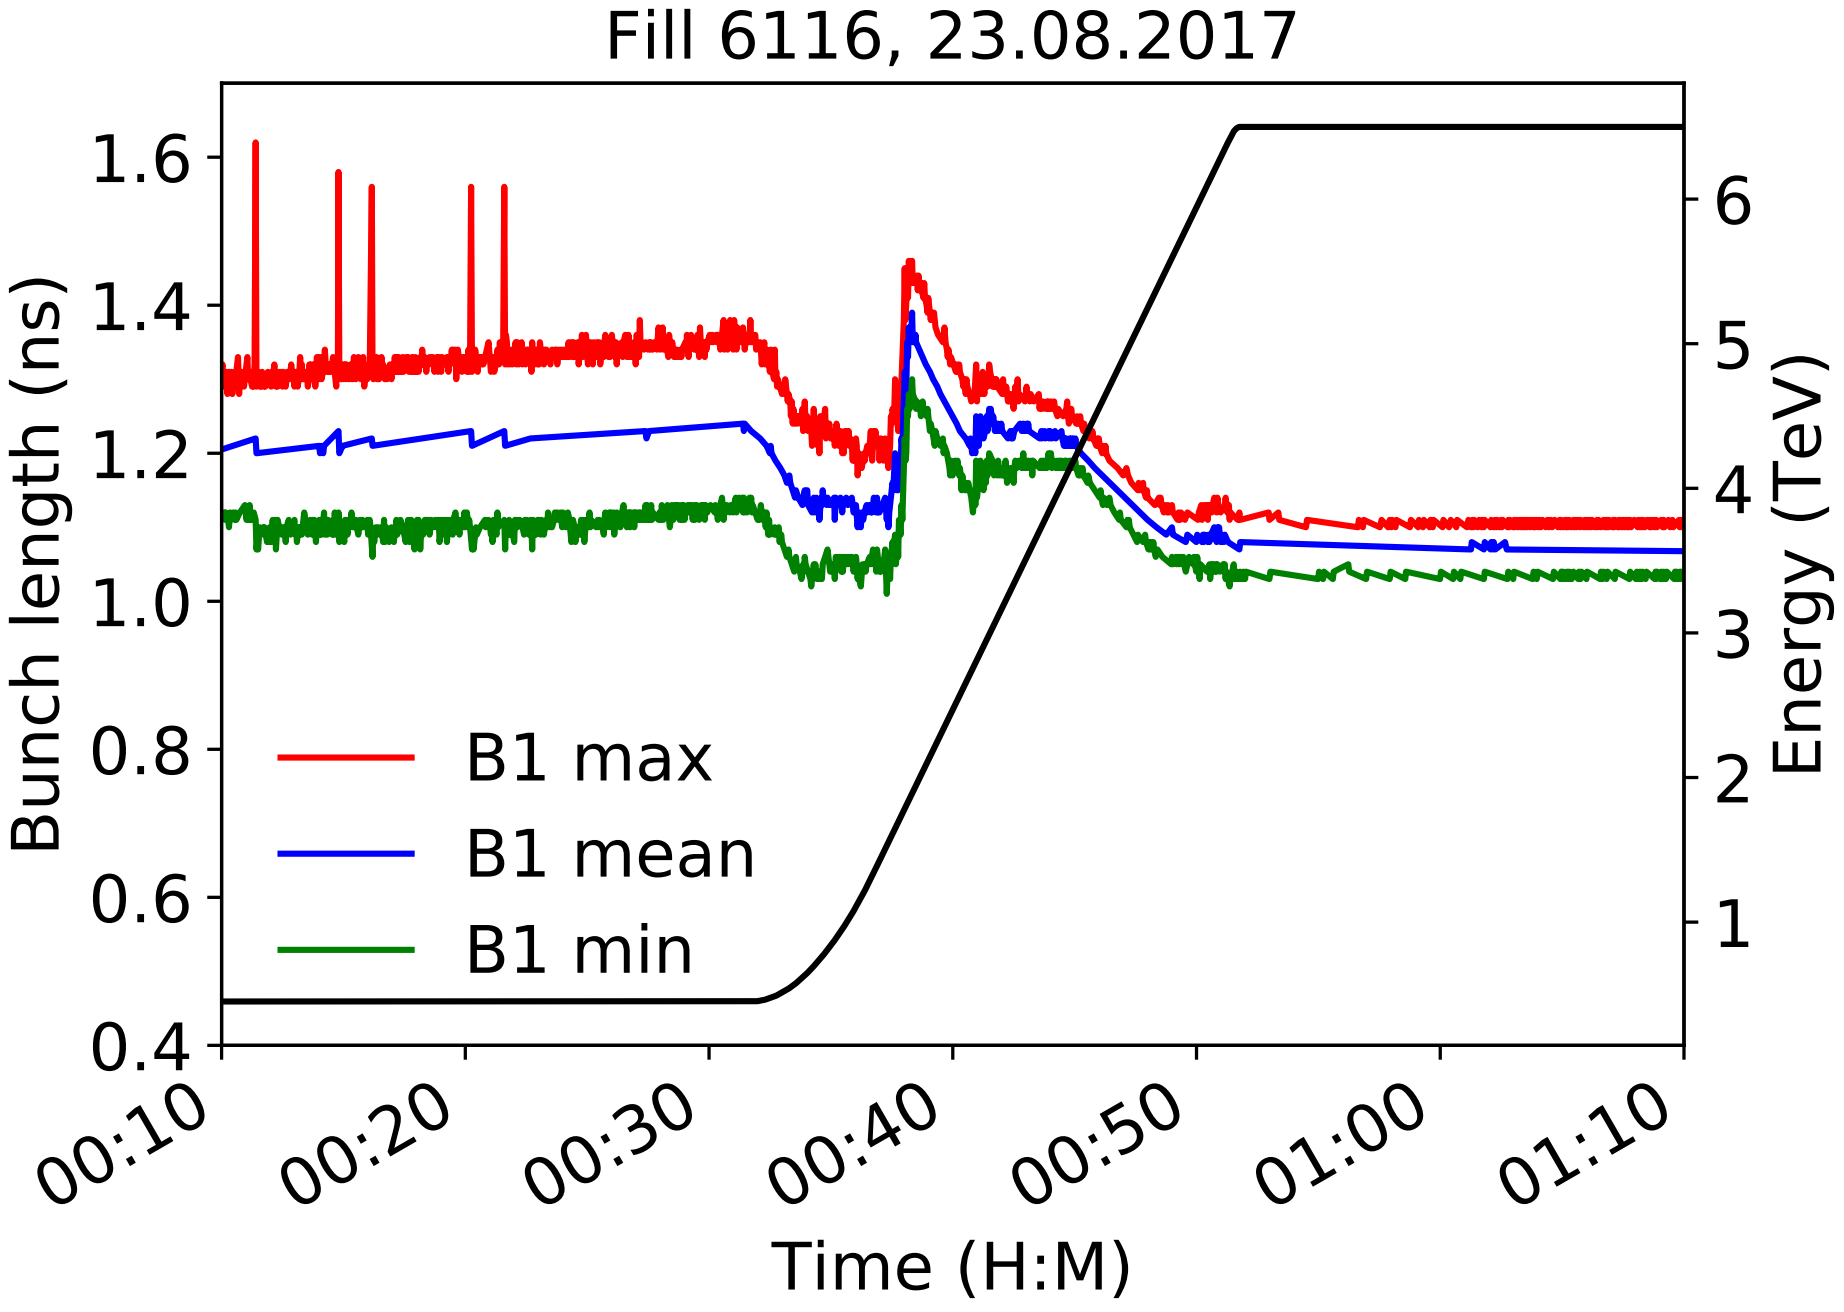 Fill 6116, 23.08.2017
Bunch length (ns)
1.6
1.4
1.2
1.0
0.8
0.6
0.4
B1 max
B1 mean
B1 min
6
5
4
3
2
1
Energy (TeV)
00:10 00:20 00:30 00:40 00:50 01:00 01:10
Time (H:M)